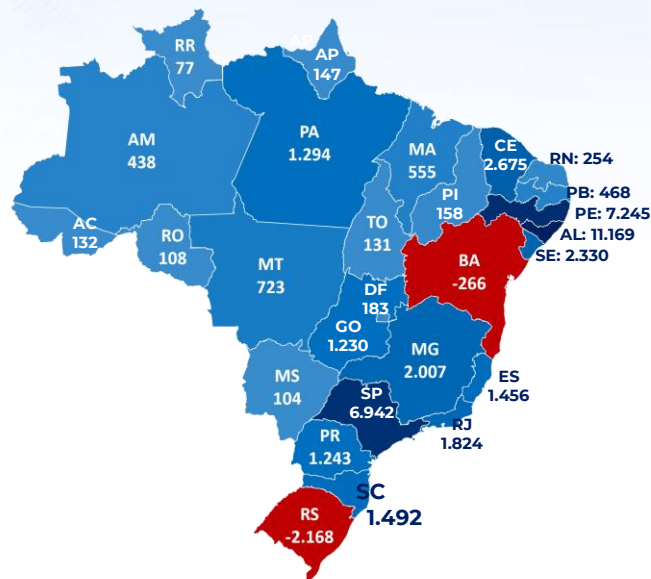 RR
77
AP
147
AM
438
PA
1.294
MA
555
CE
2.675
RN: 254
PI
158
PB: 468
PE: 7.245
AL: 11.169
SE: 2.330
AC
132
RO
108
TO
131
MT
723
BA
-266
DF
183
GO
1.230
MG
2.007
ES
1.456
MS
104
SP
6.942
RJ
1.824
PR
1.243
SC
1.492
RS
-2.168